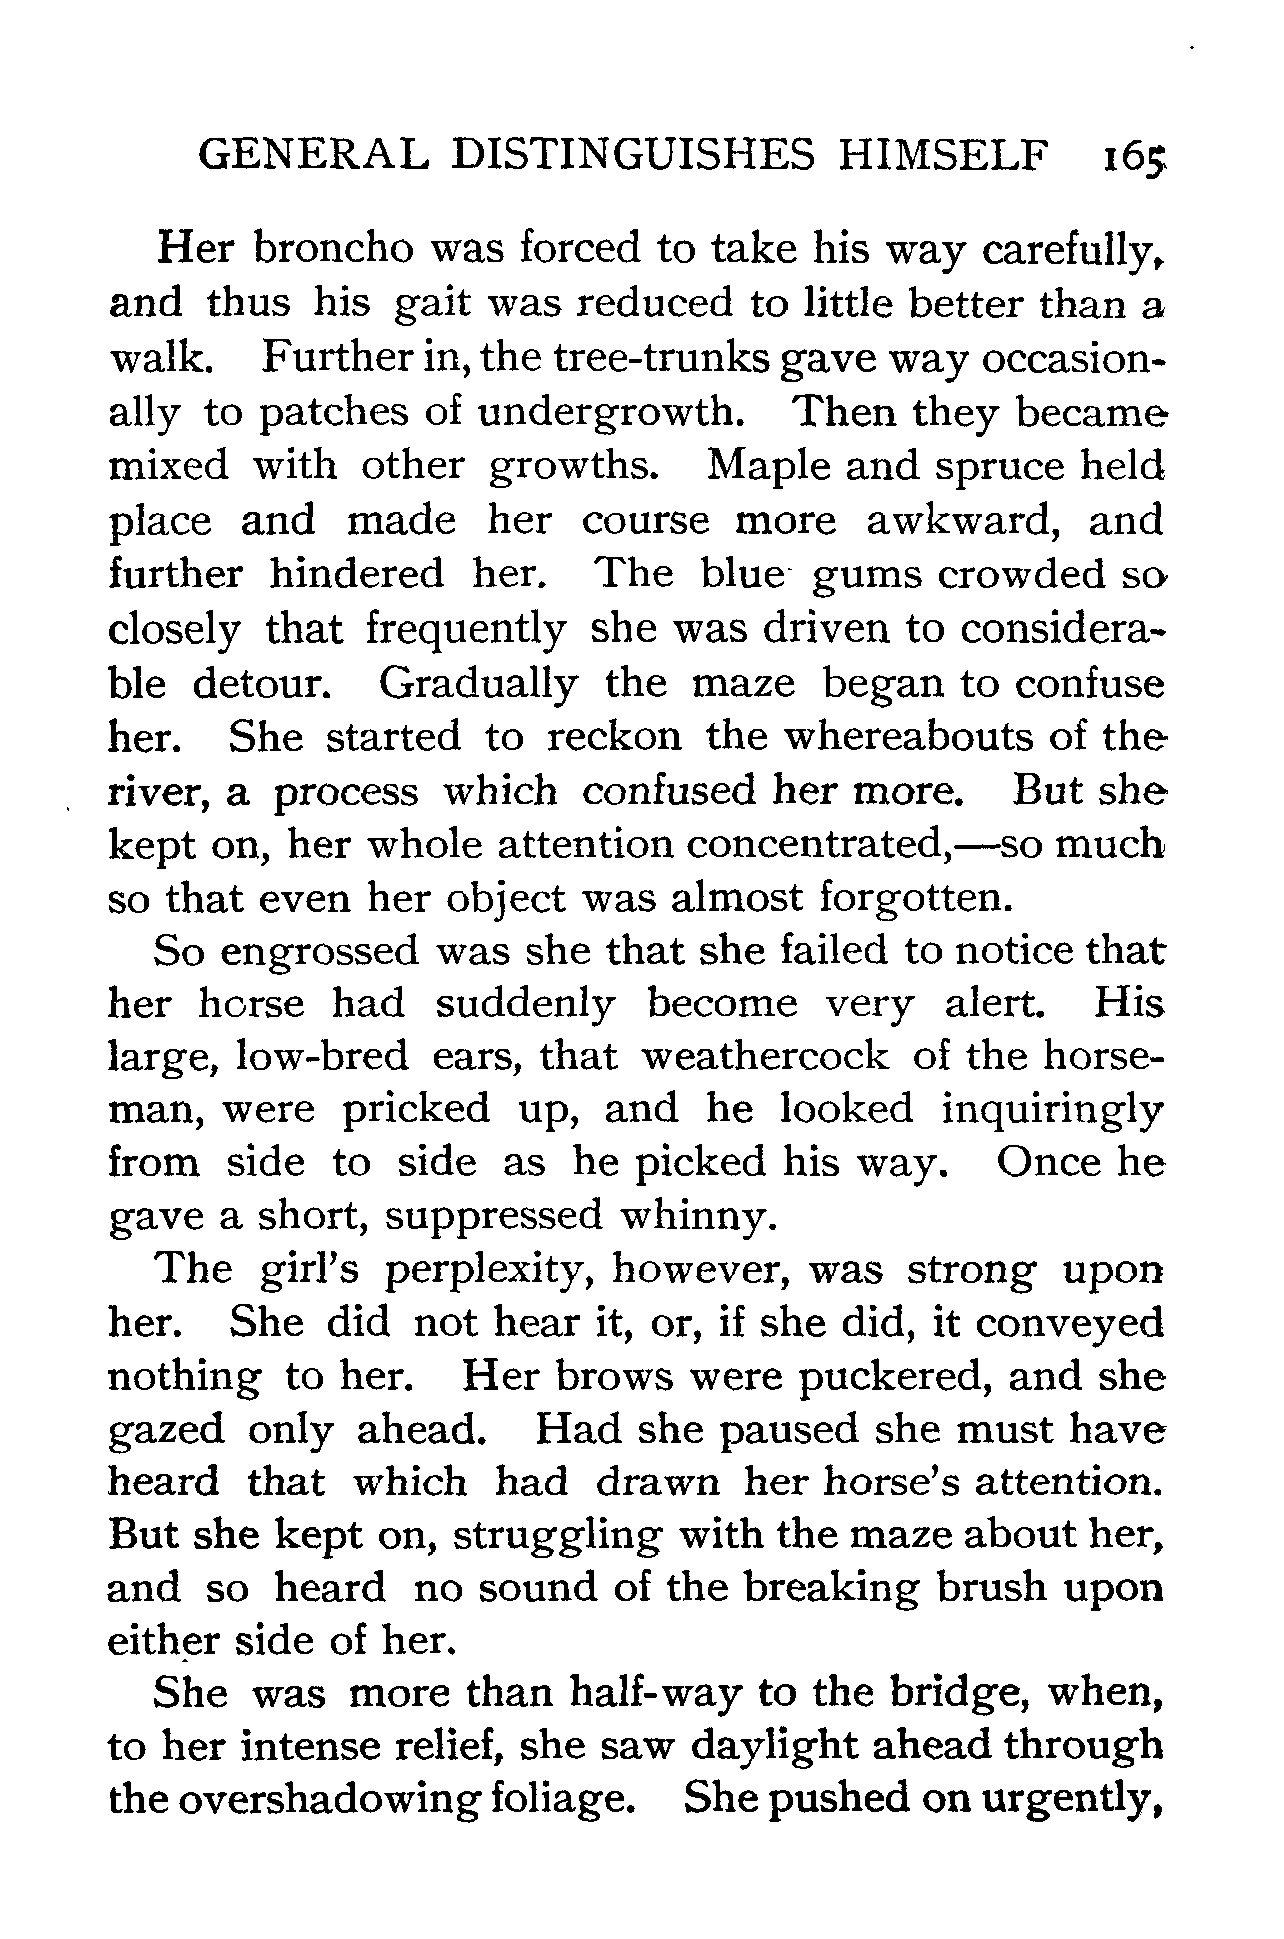 GENERAL DISTINGUISHES HIMSELF 165
Her broncho was forced to take his way carefully,
and thus his gait was reduced to little better than a
walk. Further in, the tree-trunks gave way occasion-
ally to patches of undergrowth. Then they became
mixed with other growths. Maple and spruce held
place and made her course more awkward, and
further hindered her. The blue gums crowded so
closely that frequently she was driven to considera-
ble detour. Gradually the maze began to confuse
her. She started to reckon the whereabouts of the
river, a process which confused her more. But she
kept on, her whole attention concentrated,—so much
so that even her object was almost forgotten.
So engrossed was she that she failed to notice that
her horse had suddenly become very alert. His
large, low-bred ears, that weathercock of the horse-
man, were pricked up, and he looked inquiringly
from side to side as he picked his way. Once he
gave a short, suppressed whinny.
The girl's perplexity, however, was strong upon
her. She did not hear it, or, if she did, it conveyed
nothing to her. Her brows were puckered, and she
gazed only ahead. Had she paused she must have
heard that which had drawn her horse's attention.
But she kept on, struggling with the maze about her,
and so heard no sound of the breaking brush upon
either side of her.
She was more than half-way to the bridge, when,
to her intense relief, she saw daylight ahead through
the overshadowing foliage. She pushed on urgently,